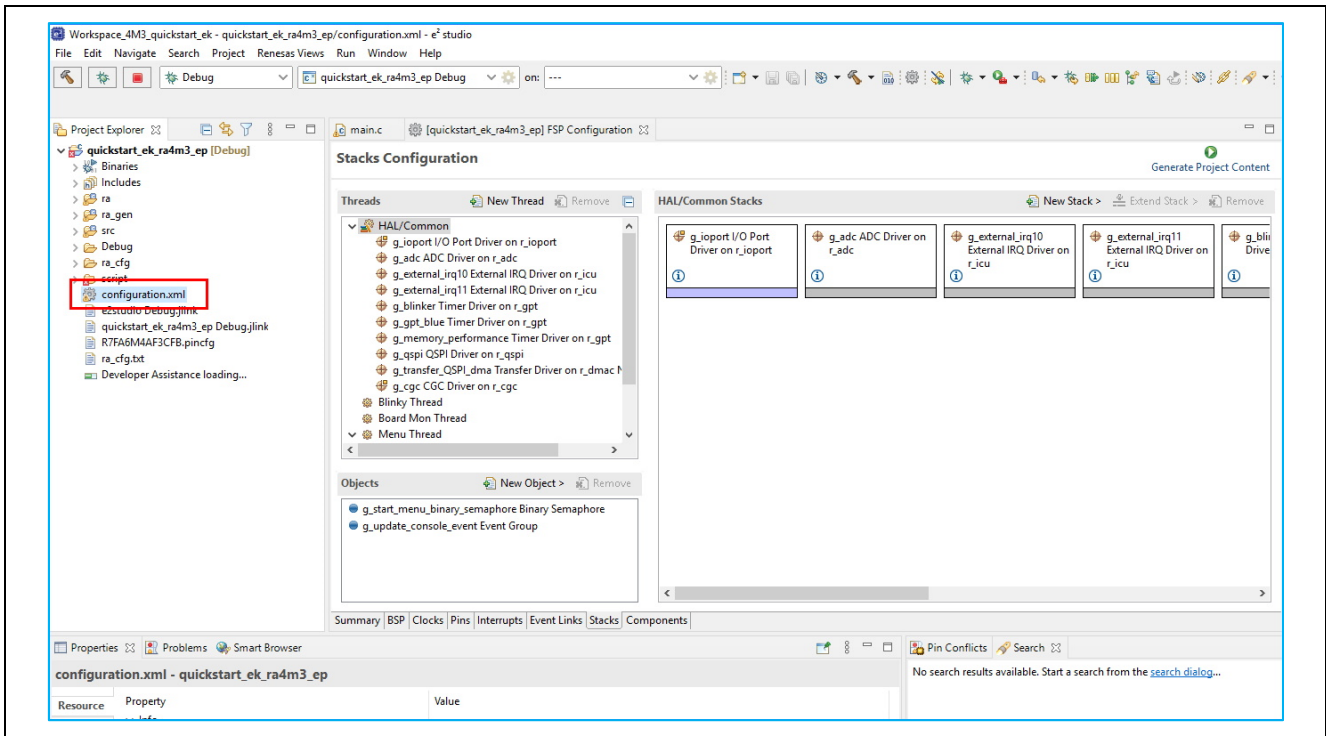 Workspace_4M3_quickstart_ek - quickstart_ek_ra4m3_ep/configuration.xml - e² studio
File Edit Navigate Search Project Renesas Views Run Window Help
Debug quickstart_ek_ra4m3_ep Debug on: ---
Project Explorer
quickstart_ek_ra4m3_ep [Debug]
Binaries
Includes
ra
ra_gen
src
Debug
ra_cfg
script
configuration.xml
e2studio Debug.jlink
quickstart_ek_ra4m3_ep Debug.jlink
R7FA6M4AF3CFB.pincfg
ra_cfg.txt
Developer Assistance loading...
main.c [quickstart_ek_ra4m3_ep] FSP Configuration
Stacks Configuration
Generate Project Content
Threads New Thread Remove
HAL/Common
g_ioport I/O Port Driver on r_ioport
g_adc ADC Driver on r_adc
g_external_irq10 External IRQ Driver on r_icu
g_external_irq11 External IRQ Driver on r_icu
g_blinker Timer Driver on r_gpt
g_gpt_blue Timer Driver on r_gpt
g_memory_performance Timer Driver on r_gpt
g_qspi QSPI Driver on r_qspi
g_transfer_QSPI_dma Transfer Driver on r_dmac
g_cgc CGC Driver on r_cgc
Blinky Thread
Board Mon Thread
Menu Thread
Objects New Object > Remove
g_start_menu_binary_semaphore Binary Semaphore
g_update_console_event Event Group
HAL/Common Stacks New Stack > Extend Stack > Remove
g_ioport I/O Port
Driver on r_ioport
g_adc ADC Driver on
r_adc
g_external_irq10
External IRQ Driver on
r_icu
g_external_irq11
External IRQ Driver on
r_icu
g_bli
Drive
Summary BSP Clocks Pins Interrupts Event Links Stacks Components
Properties Problems Smart Browser
configuration.xml - quickstart_ek_ra4m3_ep
Resource Property Value
Pin Conflicts Search
No search results available. Start a search from the search dialog...